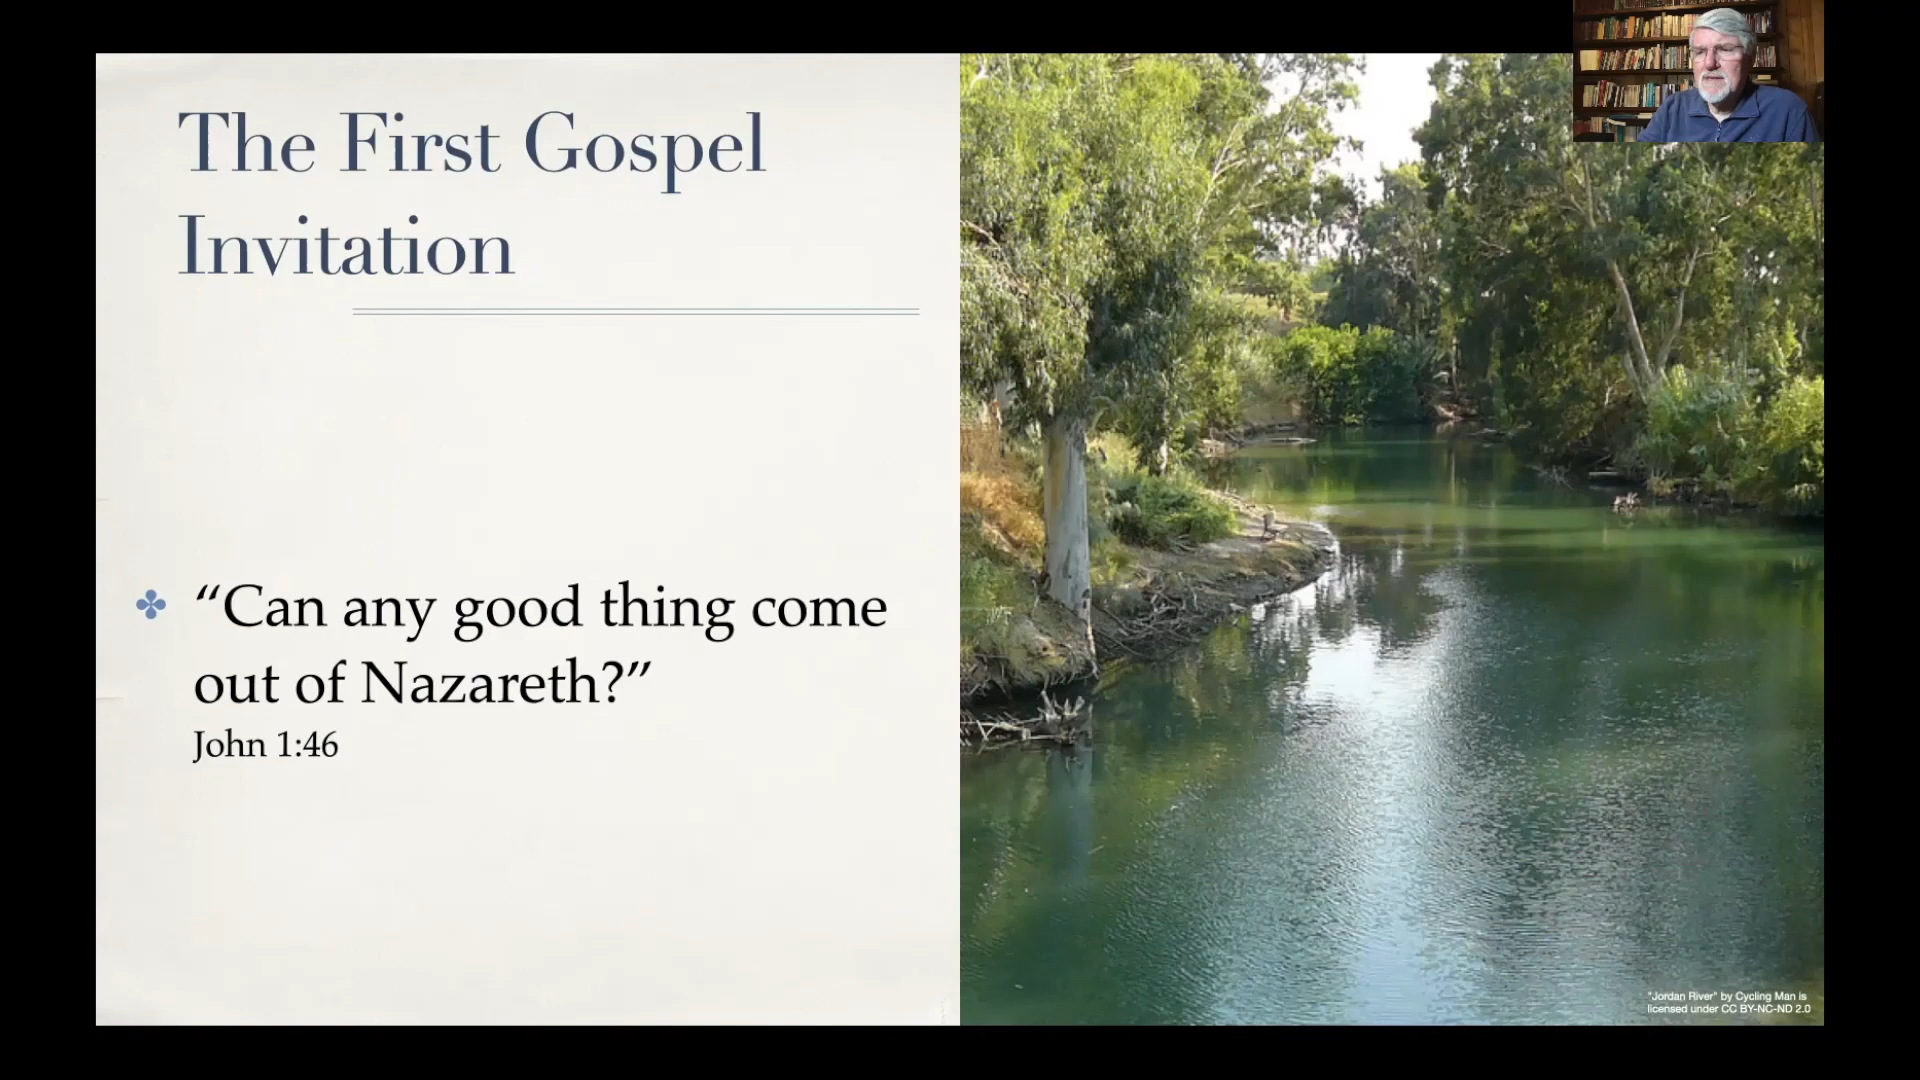 The First Gospel
Invitation
“Can any good thing come
out of Nazareth?”
John 1:46
"Jordan River" by Cycling Man is
licensed under CC BY-NC-ND 2.0